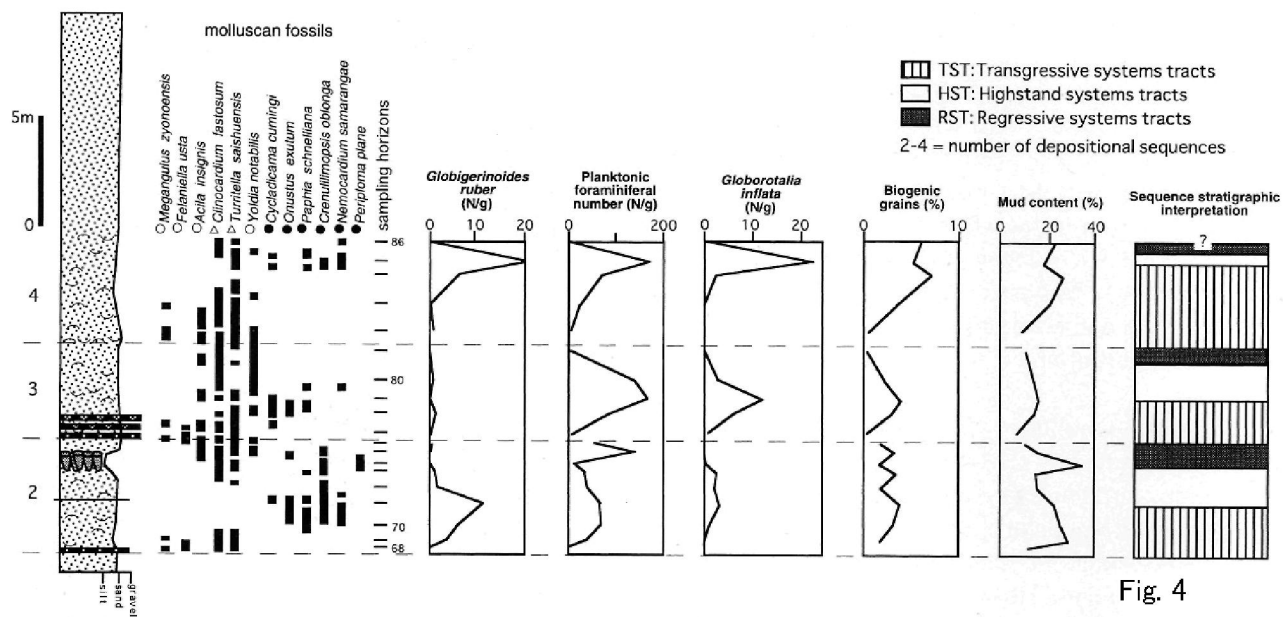 molluscan fossils
5m
0
4
3
2
silt
sand
gravel
○Megangulus zyonoensis
○Felaniella usta
○Acila insignis
▷Clinocardium fastosum
▷Turritella saishuensis
○Yoldia notabilis
●Cycladicama cumingi
●Onustus exultum
●Paphia schnelliana
●Crenulilimopsis oblonga
●Nemocardium samarangae
●Periploma plane
sampling horizons
86
80
70
68
Globigerinoides
ruber
(N/g)
0 10 20
Planktonic
foraminiferal
number (N/g)
0 100 200
Globorotalia
inflata
(N/g)
0 10 20
Biogenic
grains (%)
0 10
Mud content (%)
0 20 40
TST: Transgressive systems tracts
HST: Highstand systems tracts
RST: Regressive systems tracts
2-4 = number of depositional sequences
Sequence stratigraphic
interpretation
?
Fig. 4